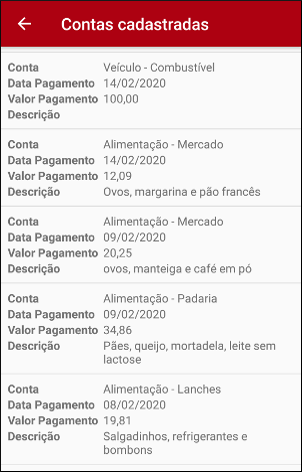 Contas cadastradas
Conta Veículo - Combustível
Data Pagamento 14/02/2020
Valor Pagamento 100,00
Descrição
Conta Alimentação - Mercado
Data Pagamento 14/02/2020
Valor Pagamento 12,09
Descrição Ovos, margarina e pão francês
Conta Alimentação - Mercado
Data Pagamento 09/02/2020
Valor Pagamento 20,25
Descrição ovos, manteiga e café em pó
Conta Alimentação - Padaria
Data Pagamento 09/02/2020
Valor Pagamento 34,86
Descrição Pães, queijo, mortadela, leite sem
lactose
Conta Alimentação - Lanches
Data Pagamento 08/02/2020
Valor Pagamento 19,81
Descrição Salgadinhos, refrigerantes e
bombons